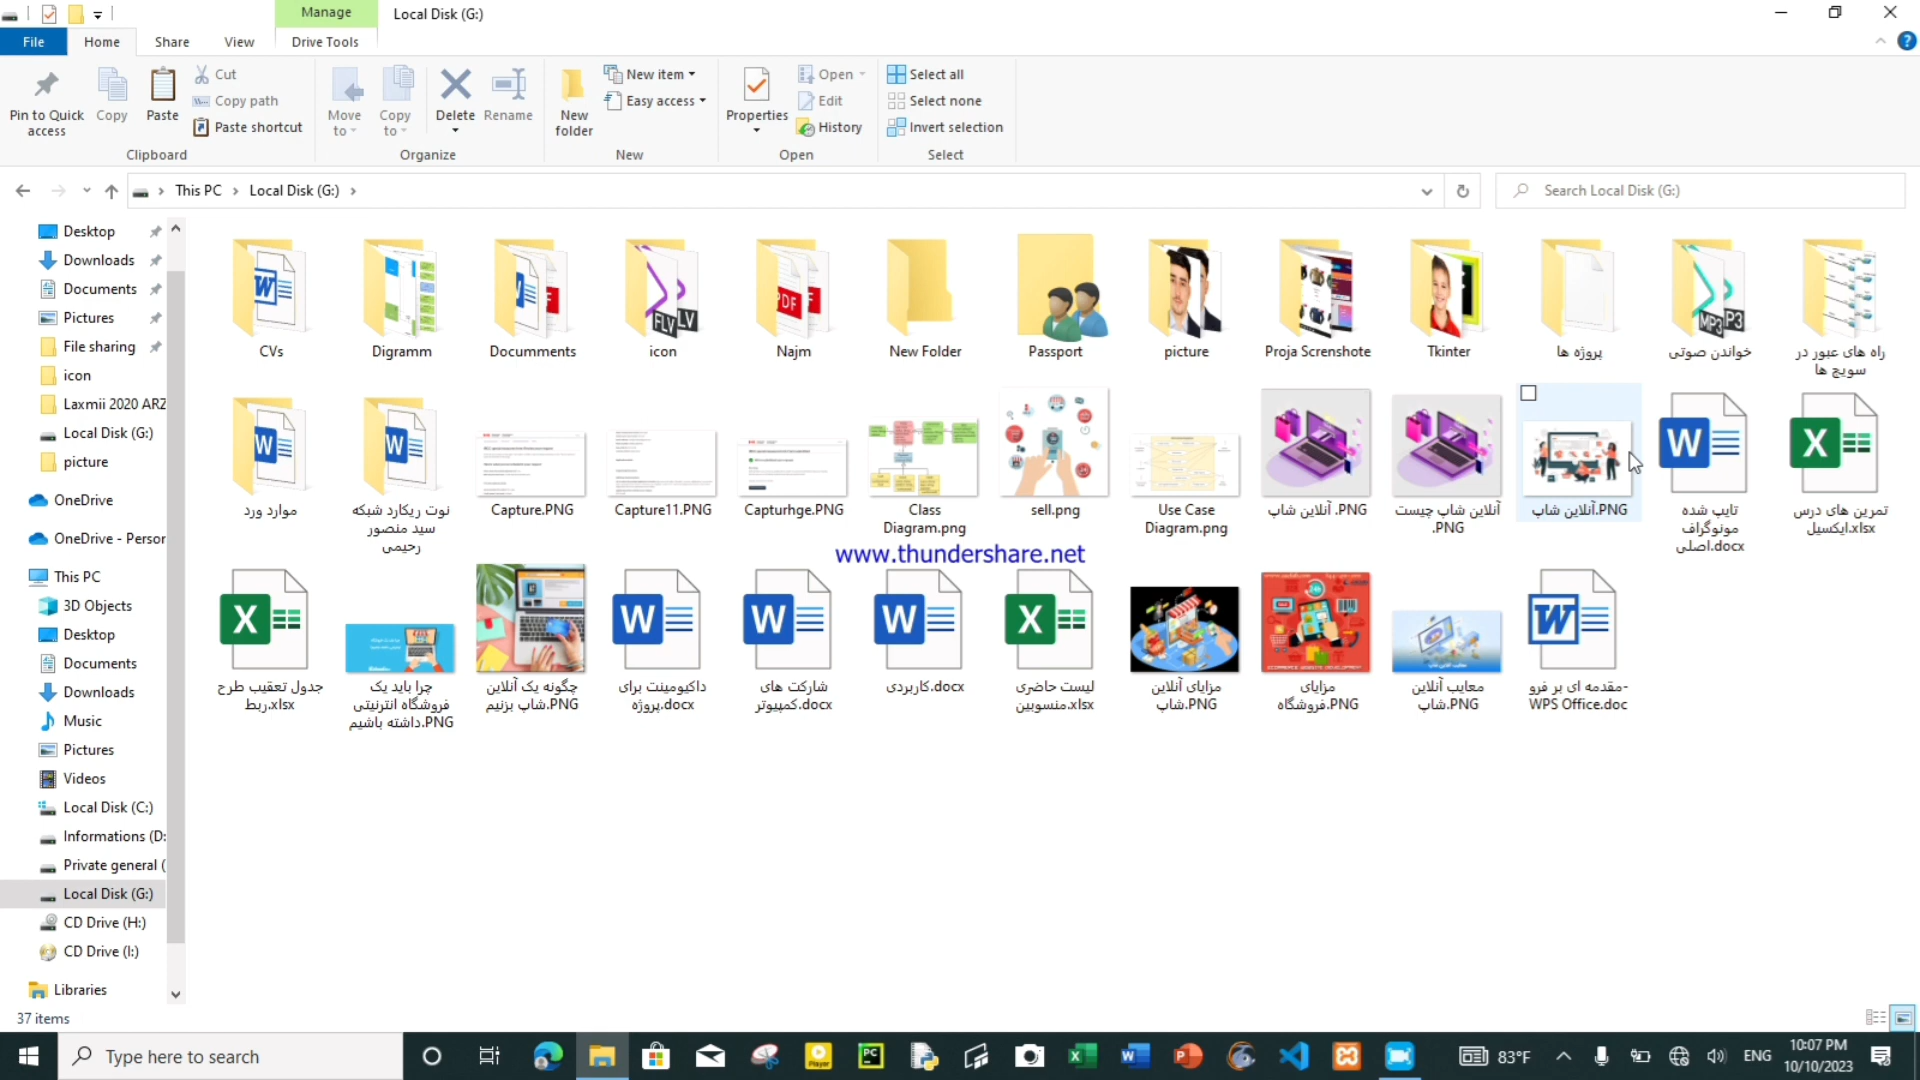 Manage
Local Disk (G:)
File
Home
Share
View
Drive Tools
Pin to Quick access
Copy
Paste
Cut
Copy path
Paste shortcut
Clipboard
Move to
Copy to
Delete
Rename
Organize
New folder
New item
Easy access
New
Properties
Open
Edit
History
Open
Select all
Select none
Invert selection
Select
This PC
Local Disk (G:)
Search Local Disk (G:)
Desktop
Downloads
Documents
Pictures
File sharing
icon
Laxmii 2020 ARZ
Local Disk (G:)
picture
OneDrive
OneDrive - Persor
This PC
3D Objects
Desktop
Documents
Downloads
Music
Pictures
Videos
Local Disk (C:)
Informations (D:
Private general (
Local Disk (G:)
CD Drive (H:)
CD Drive (I:)
Libraries
CVs
Digramm
Documments
icon
Najm
New Folder
Passport
picture
Proja Screnshote
Tkinter
پروژه ها
خواندن صوتی
راه های عبور در
سویچ ها
موارد ورد
نوت ریکارد شبکه
سید منصور
رحیمی
Capture.PNG
Capture11.PNG
Capturhge.PNG
Class
Diagram.png
sell.png
Use Case
Diagram.png
آنلاین شاپ .PNG
آنلاین شاپ چیست
.PNG
آنلاین شاپ.PNG
تایپ شده
مونوگراف
اصلی.docx
تمرین های درس
ایکسیل.xlsx
www.thundershare.net
جدول تعقیب طرح
ربط.xlsx
چرا باید یک
فروشگاه انترنیتی
داشته باشیم.PNG
چگونه یک آنلاین
شاپ بزنیم.PNG
داکیومینت برای
پروژه.docx
شارکت های
کمپیوتر.docx
کاربردی.docx
لیست حاضری
منسوبین.xlsx
مزایای آنلاین
شاپ.PNG
مزایای
فروشگاه.PNG
معایب آنلاین
شاپ.PNG
مقدمه ای بر فرو-
WPS Office.doc
37 items
Type here to search
83°F
ENG
10:07 PM
10/10/2023